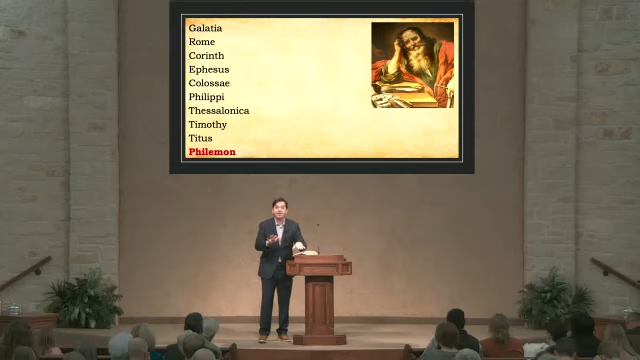 Galatia
Rome
Corinth
Ephesus
Colossae
Philippi
Thessalonica
Timothy
Titus
Philemon